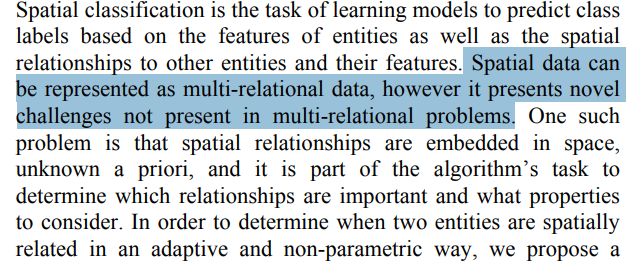 Spatial classification is the task of learning models to predict class
labels based on the features of entities as well as the spatial
relationships to other entities and their features. Spatial data can
be represented as multi-relational data, however it presents novel
challenges not present in multi-relational problems. One such
problem is that spatial relationships are embedded in space,
unknown a priori, and it is part of the algorithm's task to
determine which relationships are important and what properties
to consider. In order to determine when two entities are spatially
related in an adaptive and non-parametric way, we propose a